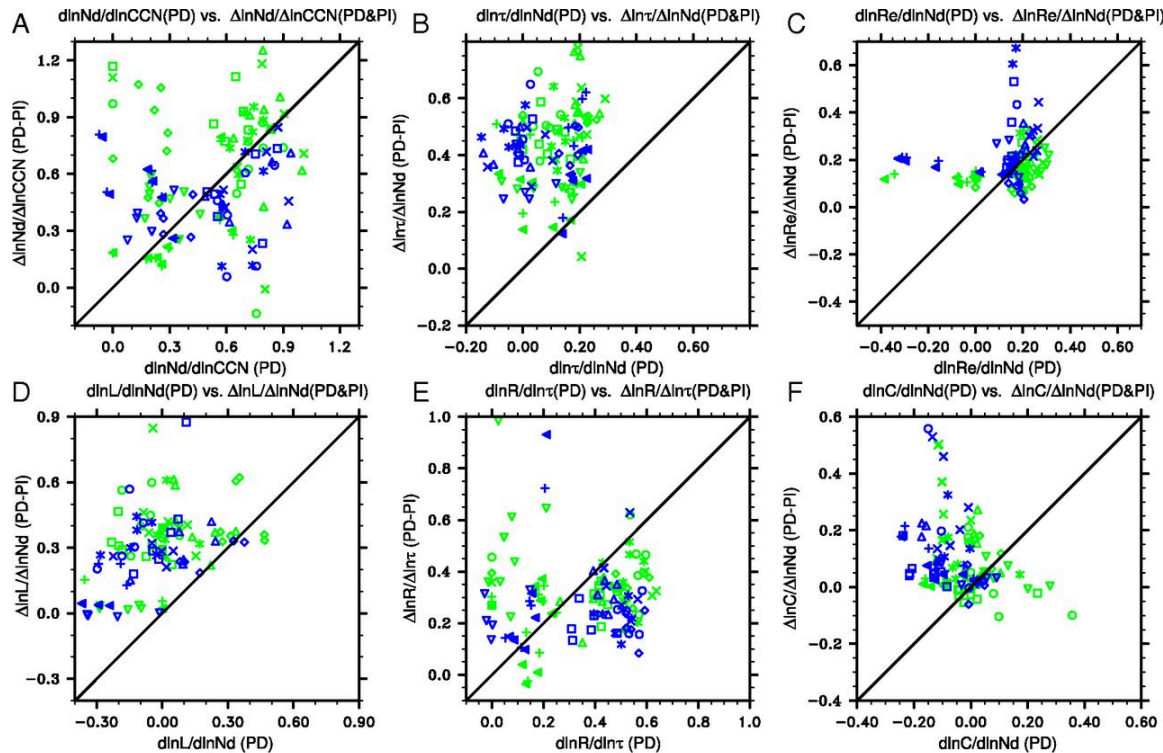 A dlnNd/dlnCCN(PD) vs. ΔlnNd/ΔlnCCN(PD&PI)
ΔlnNd/ΔlnCCN (PD-PI)
1.2
0.9
0.6
0.3
0.0
0.0 0.3 0.6 0.9 1.2
dlnNd/dlnCCN (PD)
B dlnτ/dlnNd(PD) vs. Δlnτ/ΔlnNd(PD&PI)
Δlnτ/ΔlnNd (PD-PI)
0.6
0.4
0.2
0.0
−0.2
−0.20 0.00 0.20 0.40 0.60 0.80
dlnτ/dlnNd (PD)
C dlnRe/dlnNd(PD) vs. ΔlnRe/ΔlnNd(PD&PI)
ΔlnRe/ΔlnNd (PD-PI)
0.6
0.4
0.2
−0.0
−0.2
−0.4
−0.40 −0.20 0.00 0.20 0.40 0.60
dlnRe/dlnNd (PD)
D dlnL/dlnNd(PD) vs. ΔlnL/ΔlnNd(PD&PI)
ΔlnL/ΔlnNd (PD-PI)
0.9
0.6
0.3
0.0
−0.3
−0.30 0.00 0.30 0.60 0.90
dlnL/dlnNd (PD)
E dlnR/dlnτ(PD) vs. ΔlnR/Δlnτ(PD&PI)
ΔlnR/Δlnτ (PD-PI)
1.0
0.8
0.6
0.4
0.2
0.0
0.0 0.2 0.4 0.6 0.8 1.0
dlnR/dlnτ (PD)
F dlnC/dlnNd(PD) vs. ΔlnC/ΔlnNd(PD&PI)
ΔlnC/ΔlnNd (PD-PI)
0.6
0.4
0.2
0.0
−0.2
−0.4
−0.40 −0.20 0.00 0.20 0.40 0.60
dlnC/dlnNd (PD)